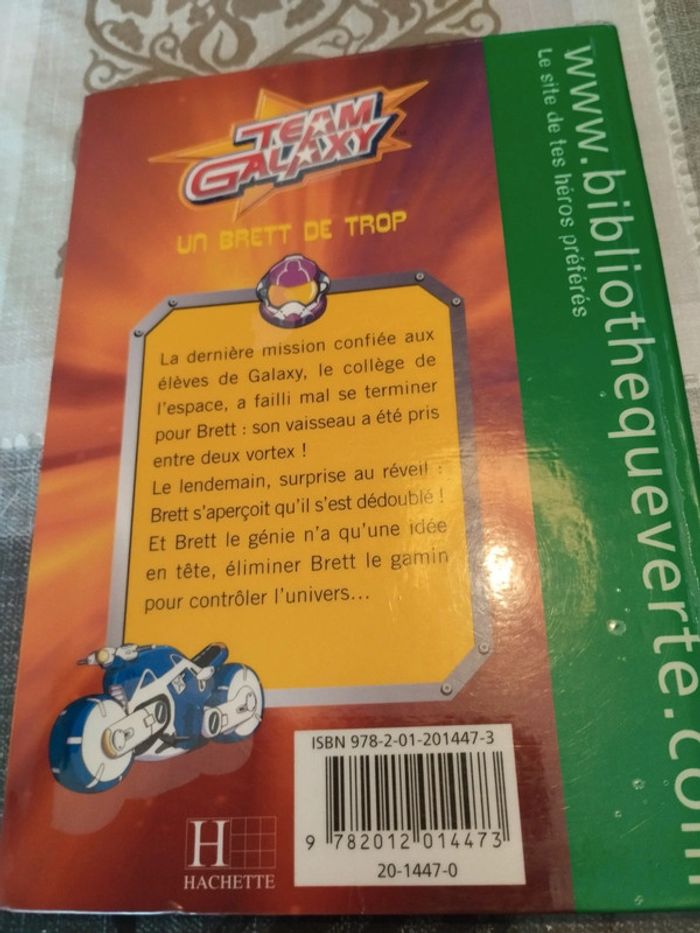 TEAM
GALAXY
UN BRETT DE TROP
La dernière mission confiée aux
élèves de Galaxy, le collège de
l'espace, a failli mal se terminer
pour Brett : son vaisseau a été pris
entre deux vortex !
Le lendemain, surprise au réveil :
Brett s'aperçoit qu'il s'est dédoublé !
Et Brett le génie n'a qu'une idée
en tête, éliminer Brett le gamin
pour contrôler l'univers...
ISBN 978-2-01-201447-3
9 782012 014473
20-1447-0
H
HACHETTE
www.bibliothequeverte.com
Le site de tes héros préférés